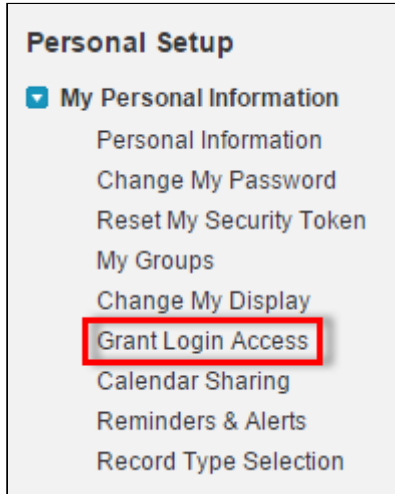 Personal Setup
My Personal Information
Personal Information
Change My Password
Reset My Security Token
My Groups
Change My Display
Grant Login Access
Calendar Sharing
Reminders & Alerts
Record Type Selection